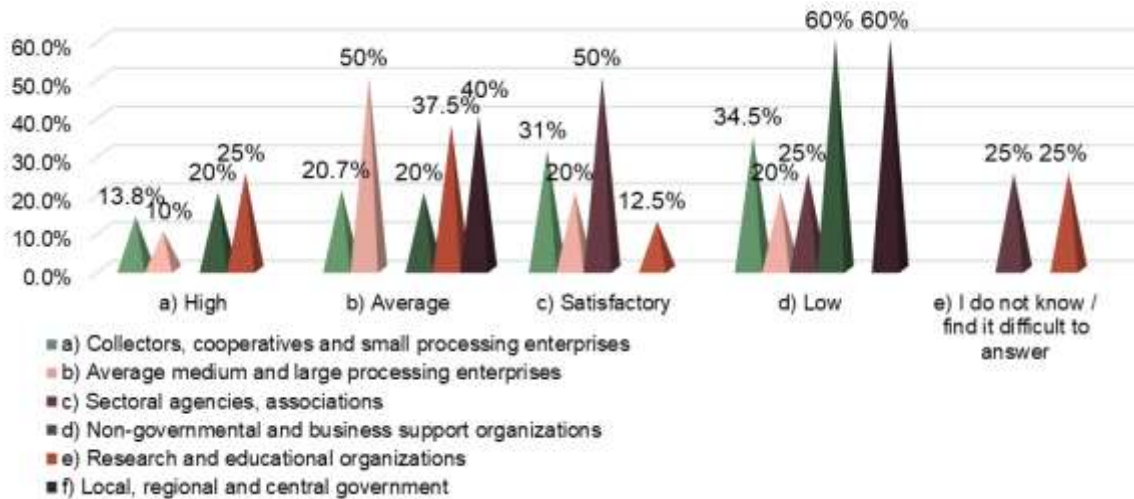 60.0%
50.0%
40.0%
30.0%
20.0%
10.0%
0.0%
13.8%
10%
20%
25%
20.7%
50%
20%
37.5%
40%
31%
20%
50%
12.5%
34.5%
20%
25%
60%
60%
25%
25%
a) High
b) Average
c) Satisfactory
d) Low
e) I do not know /
find it difficult to
answer
a) Collectors, cooperatives and small processing enterprises
b) Average medium and large processing enterprises
c) Sectoral agencies, associations
d) Non-governmental and business support organizations
e) Research and educational organizations
f) Local, regional and central government